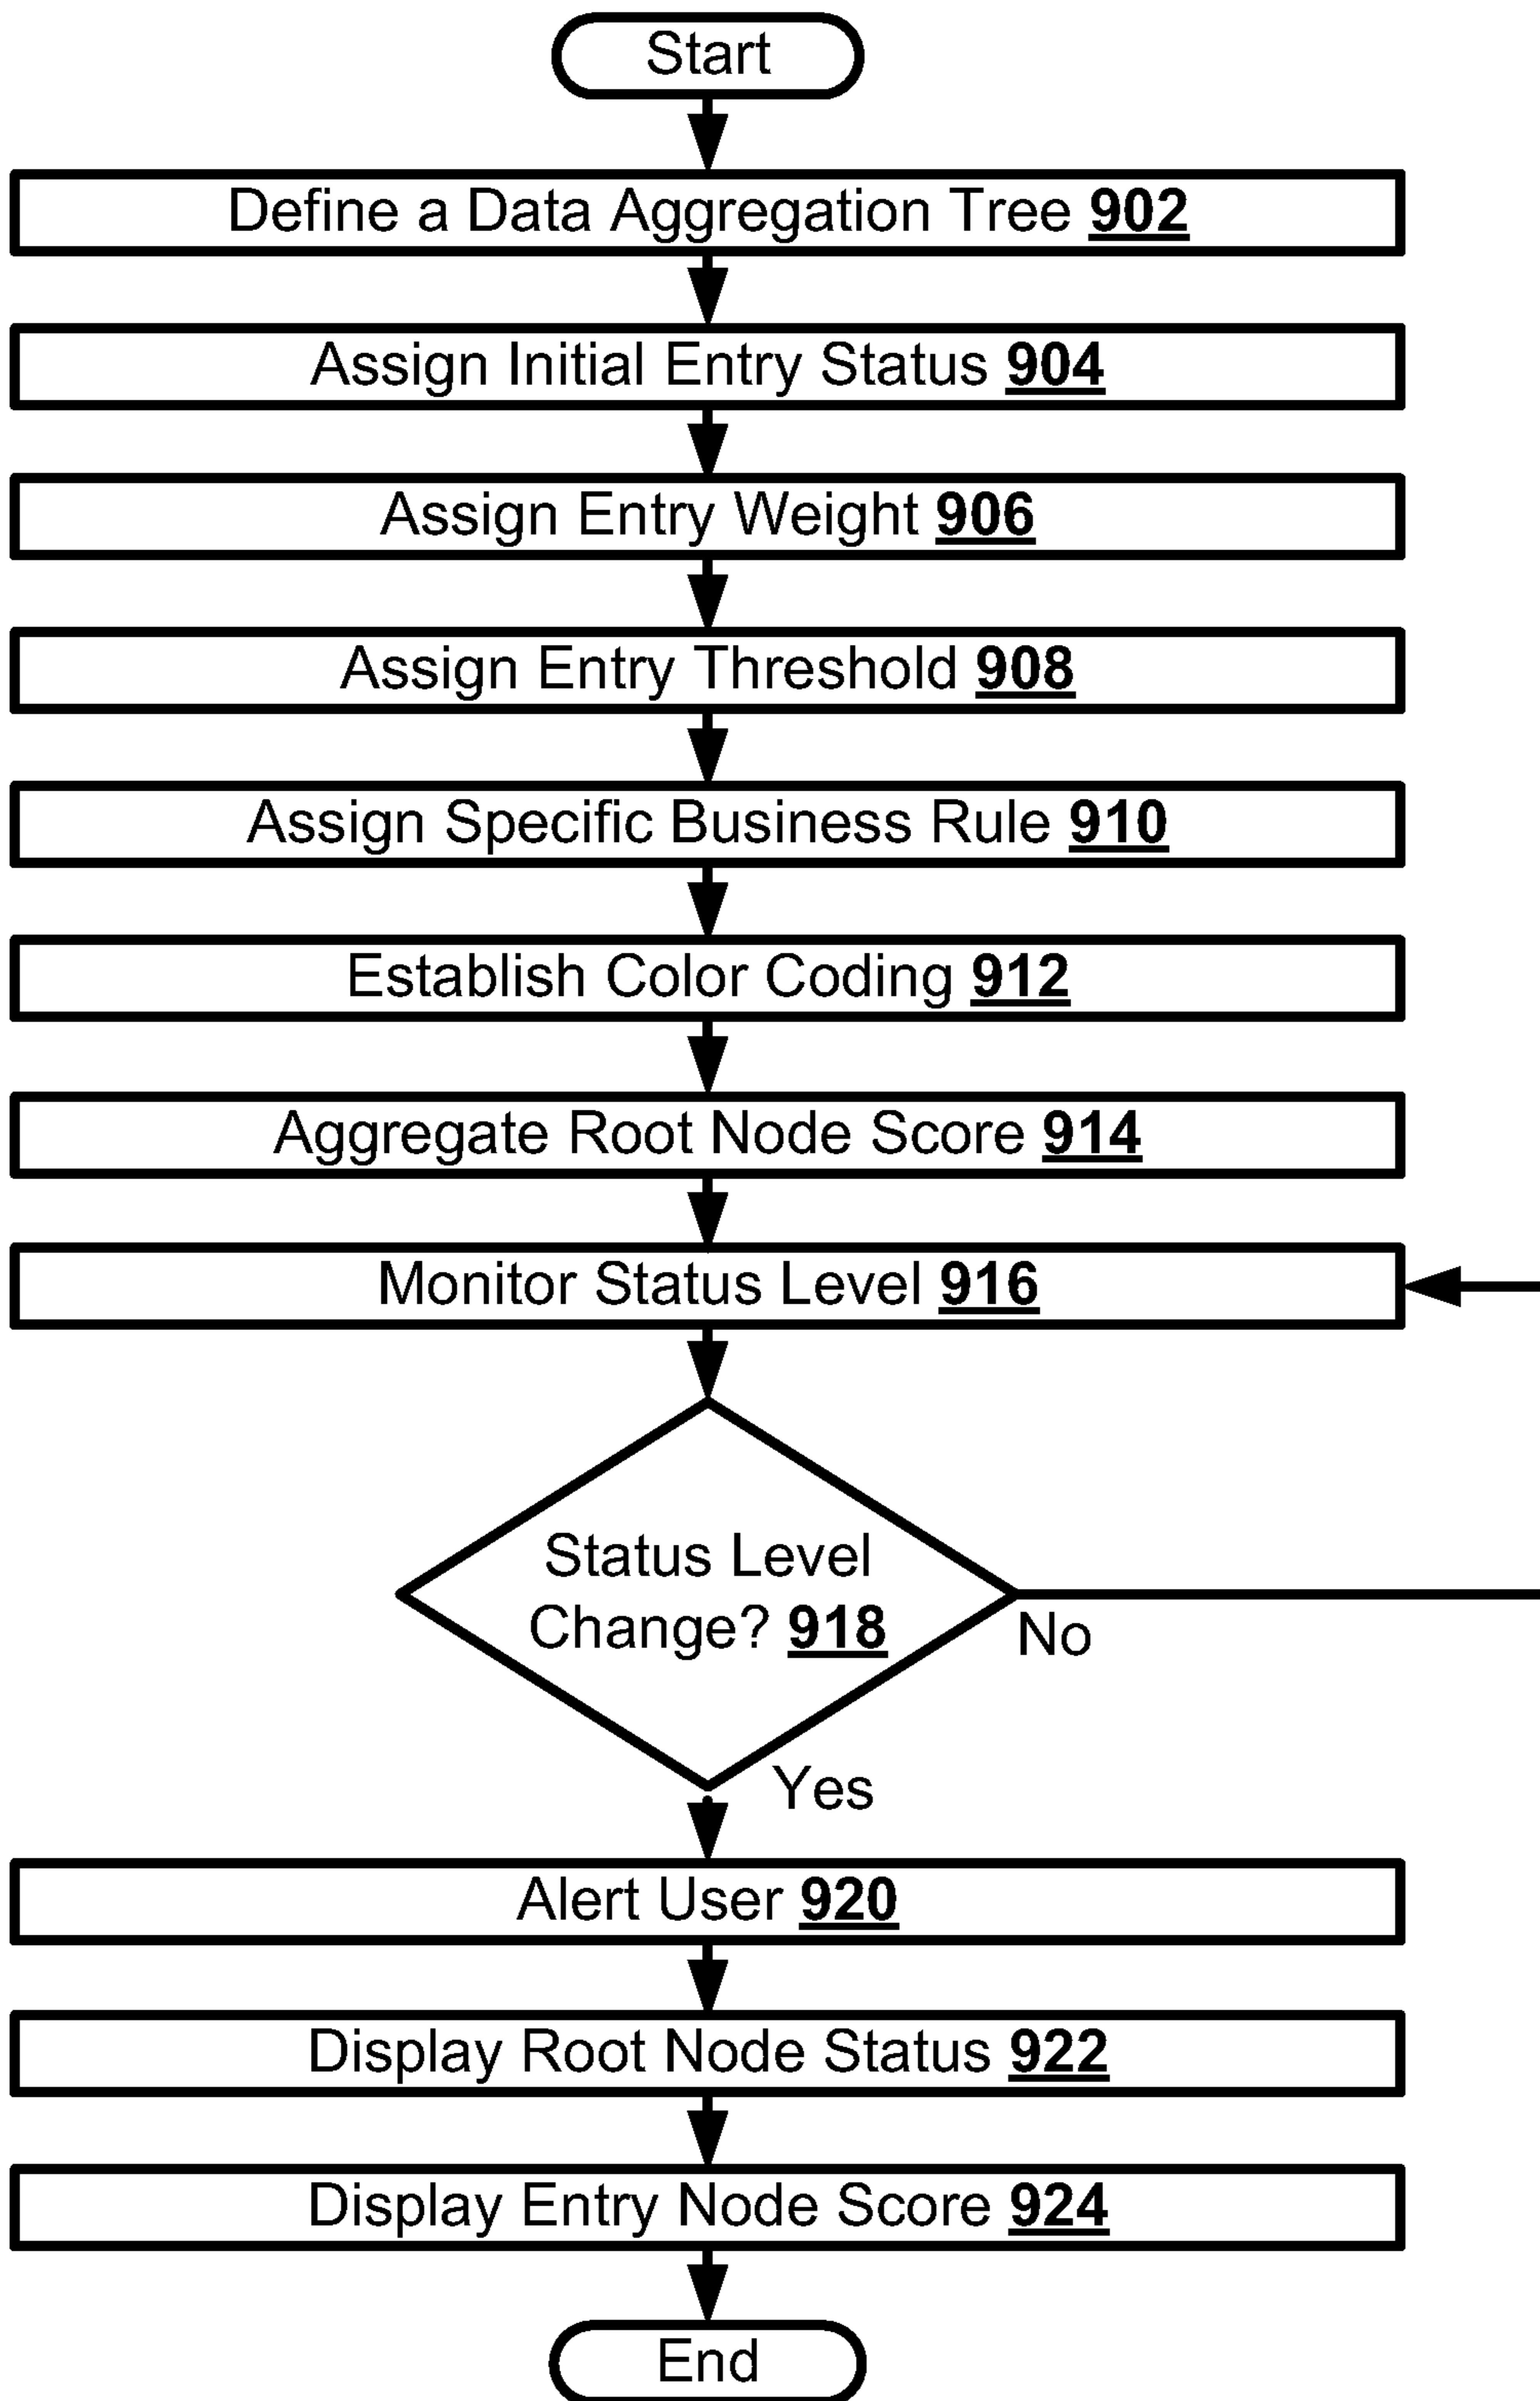 Start
Define a Data Aggregation Tree 902
Assign Initial Entry Status 904
Assign Entry Weight 906
Assign Entry Threshold 908
Assign Specific Business Rule 910
Establish Color Coding 912
Aggregate Root Node Score 914
Monitor Status Level 916
Status Level
Change? 918
No
Yes
Alert User 920
Display Root Node Status 922
Display Entry Node Score 924
End